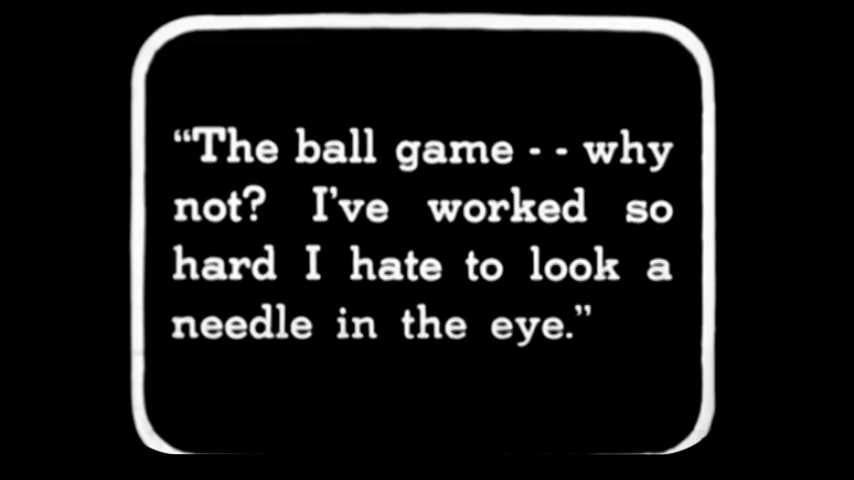 “The ball game - - why
not? I've worked so
hard I hate to look a
needle in the eye.”